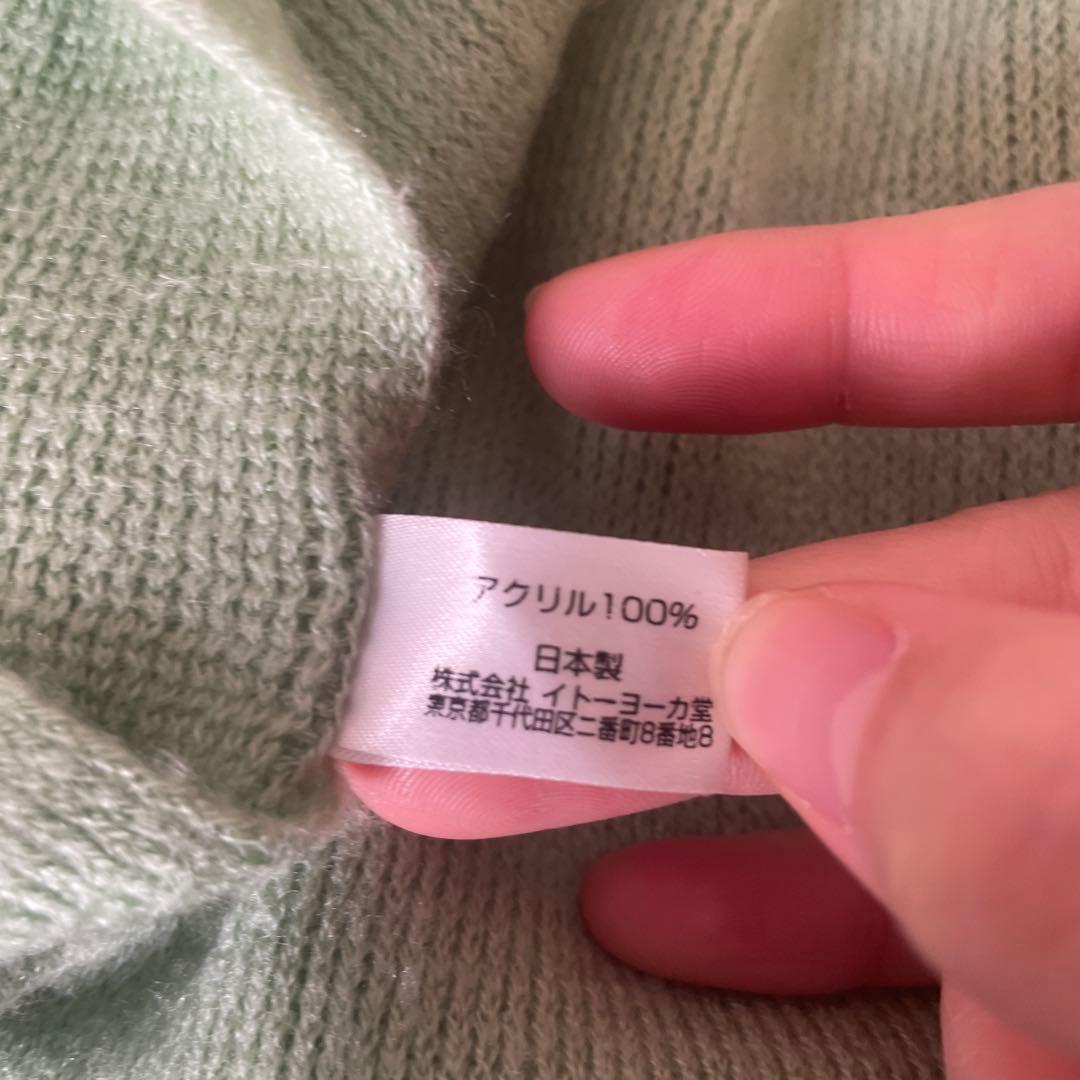 アクリル100%
日本製
株式会社 イトーヨーカ堂
東京都千代田区二番町8番地8